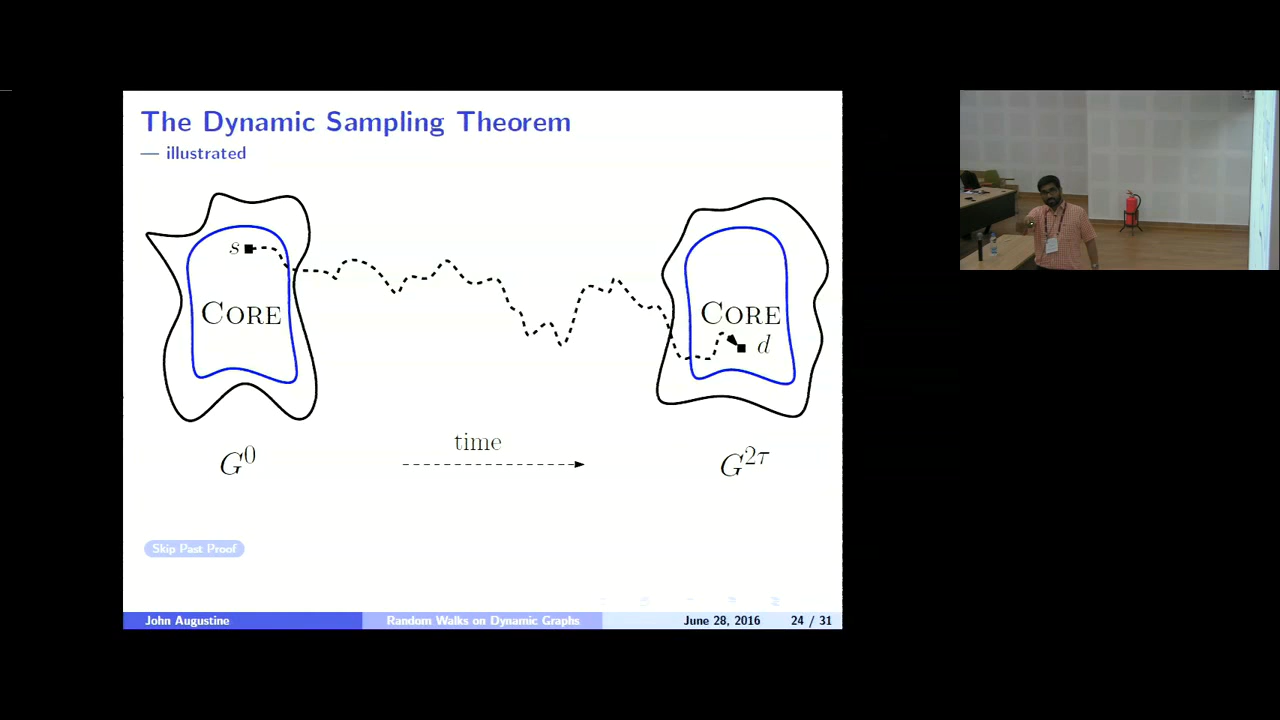 The Dynamic Sampling Theorem
— illustrated
s
CORE
CORE
d
time
G^0
G^{2τ}
Skip Past Proof
John Augustine
Random Walks on Dynamic Graphs
June 28, 2016
24 / 31